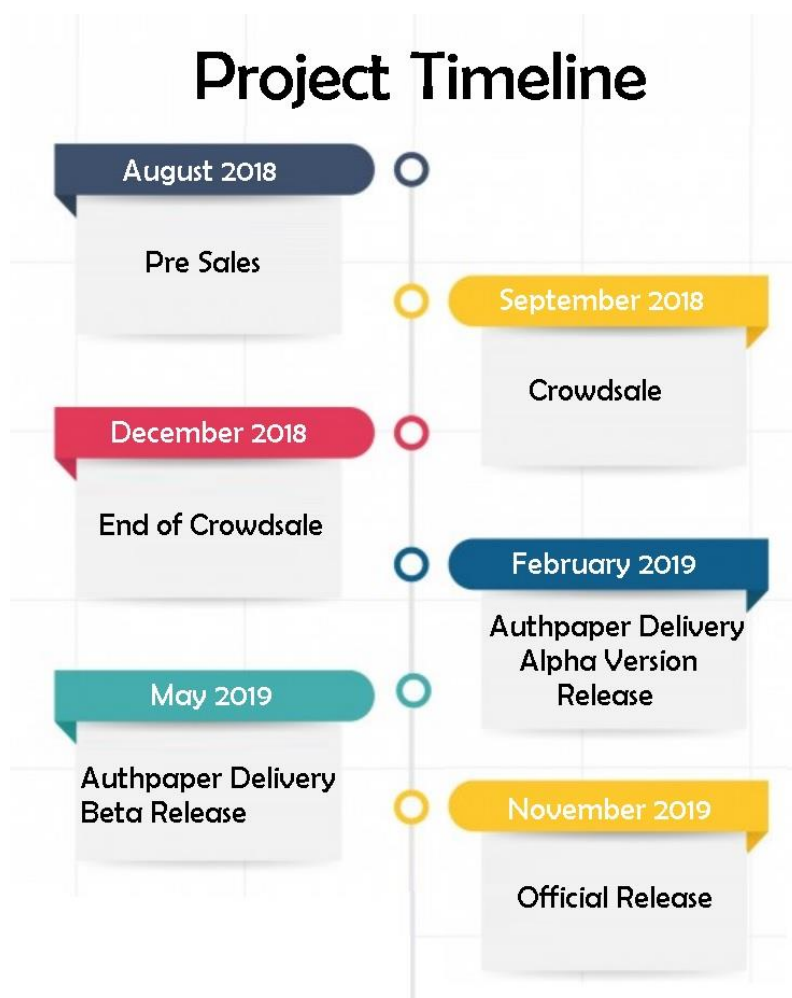 Project Timeline
August 2018
Pre Sales
September 2018
Crowdsale
December 2018
End of Crowdsale
February 2019
Authpaper Delivery
Alpha Version
Release
May 2019
Authpaper Delivery
Beta Release
November 2019
Official Release